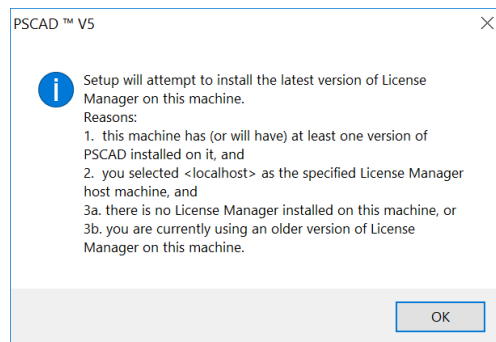 PSCAD ™ V5
Setup will attempt to install the latest version of License
Manager on this machine.
Reasons:
1.  this machine has (or will have) at least one version of
PSCAD installed on it, and
2.  you selected <localhost> as the specified License Manager
host machine, and
3a. there is no License Manager installed on this machine, or
3b. you are currently using an older version of License
Manager on this machine.
OK